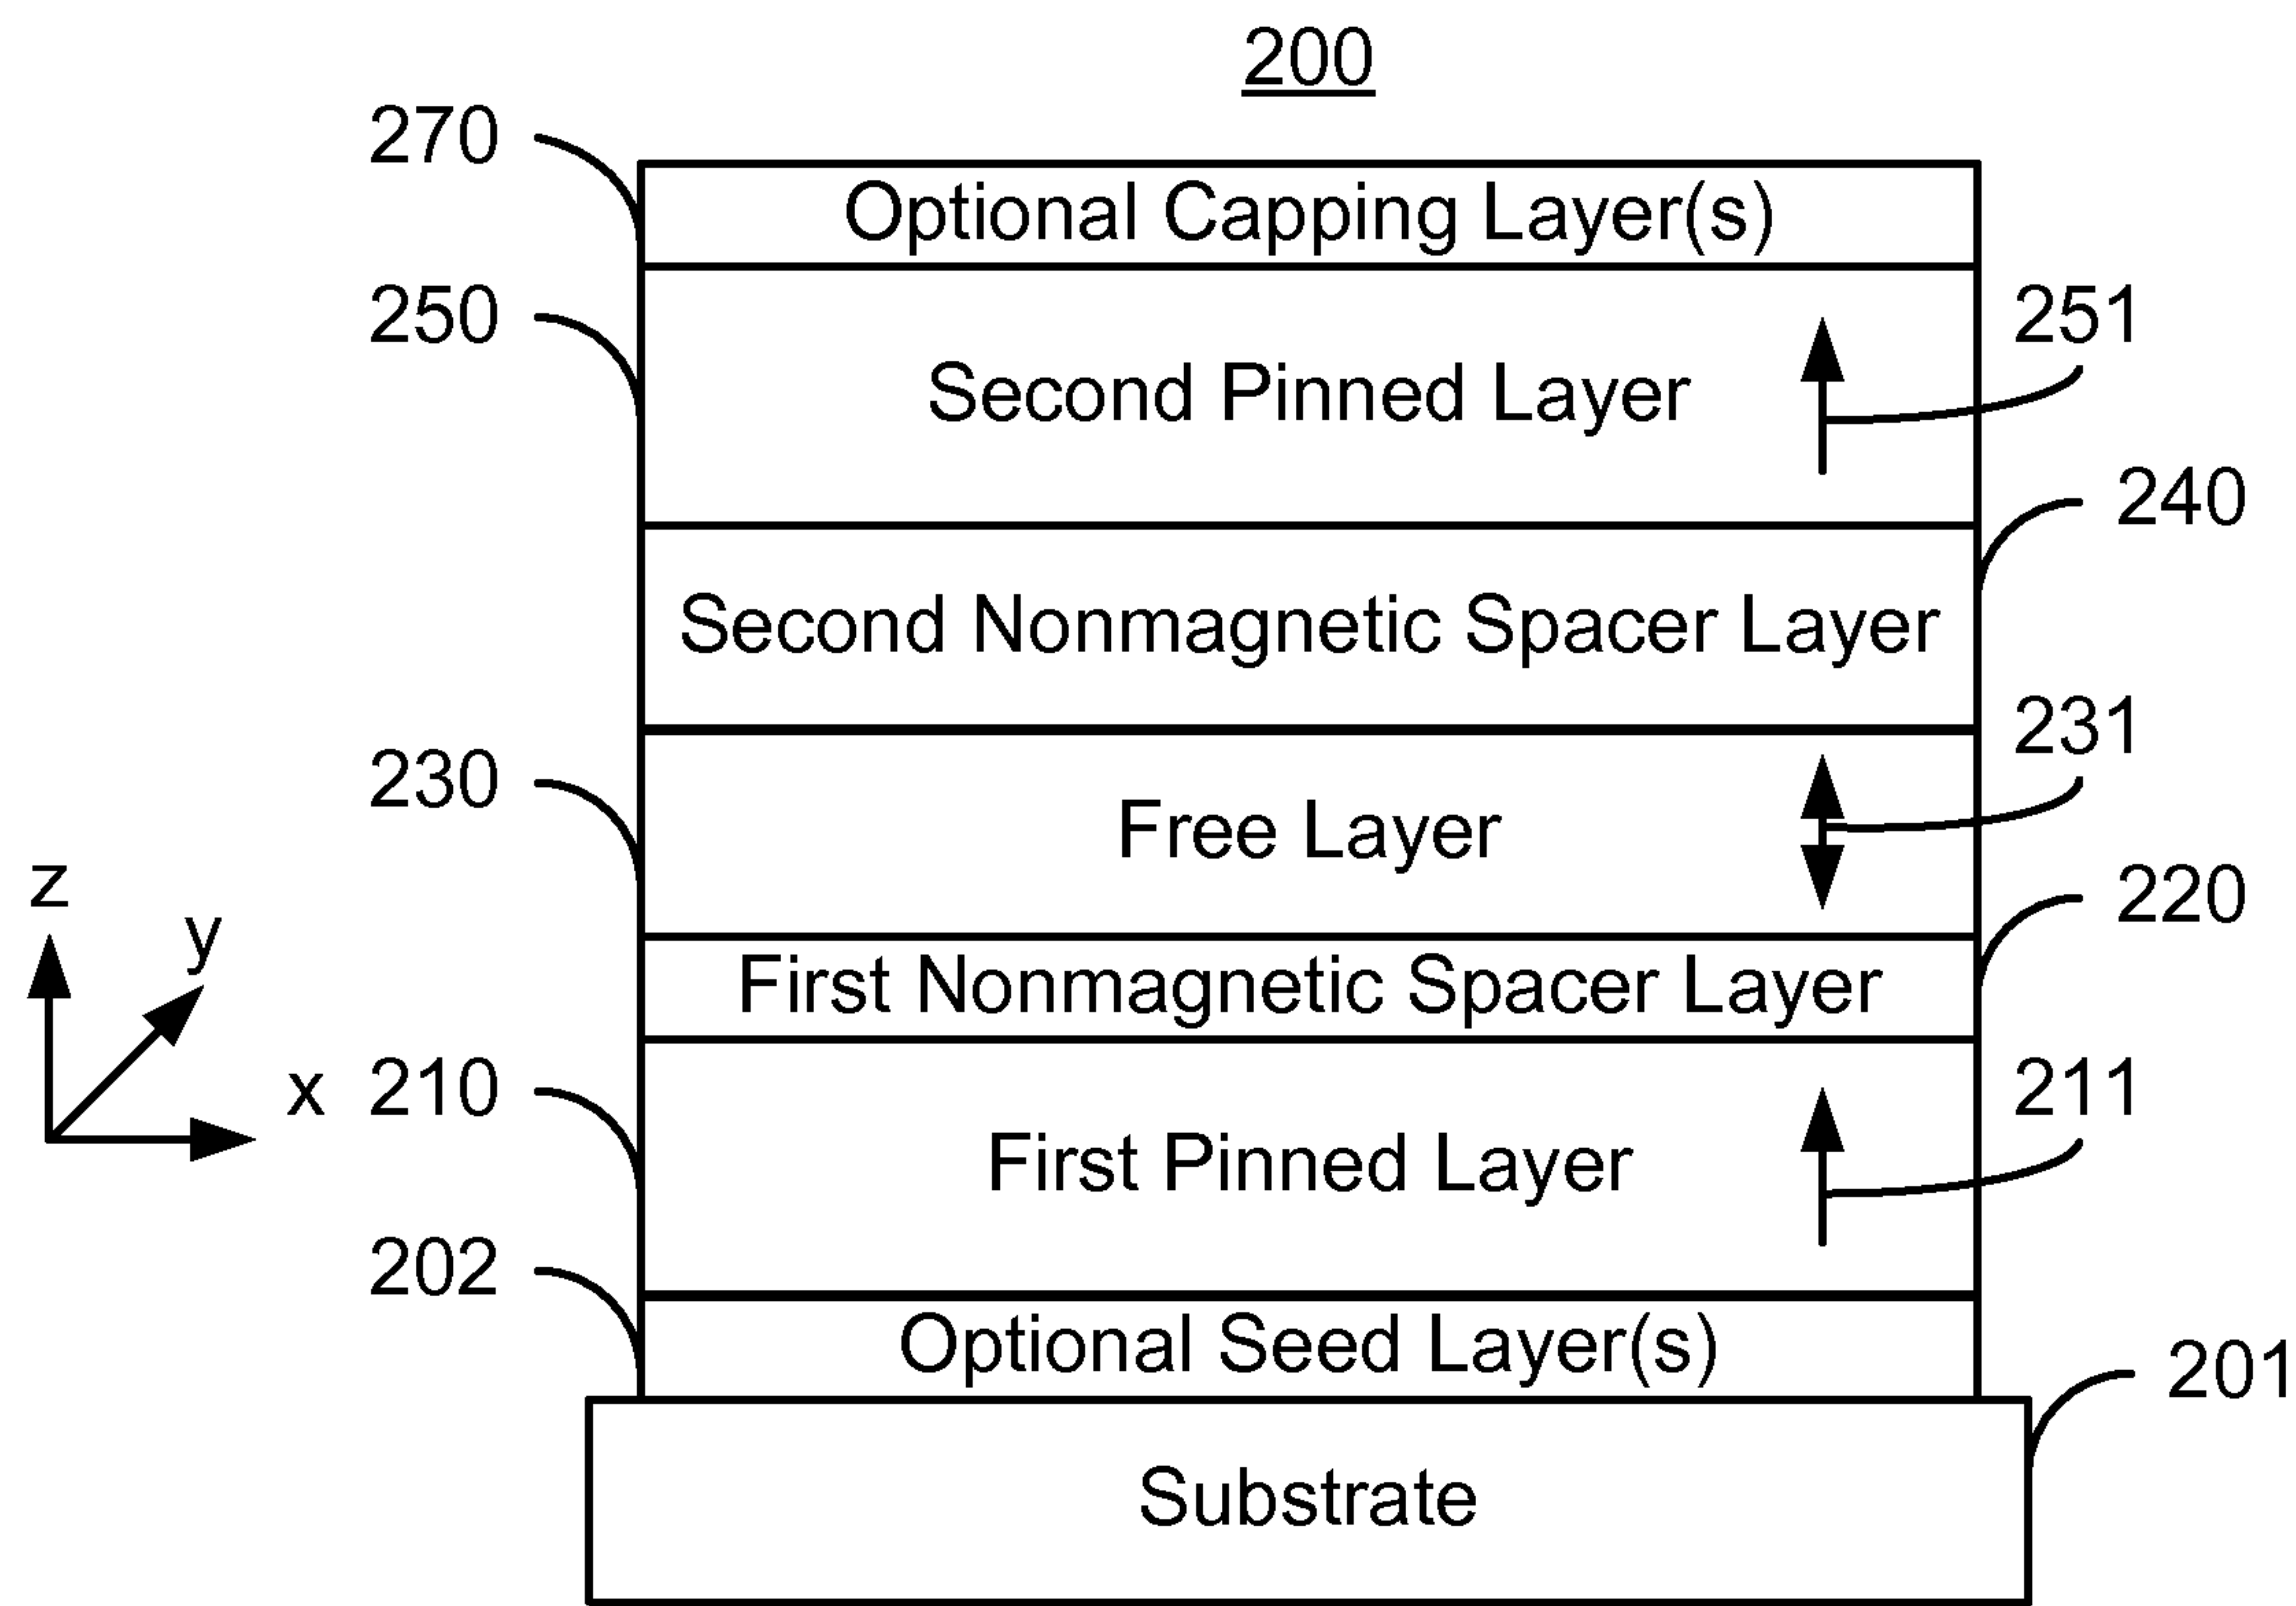 200
270
Optional Capping Layer(s)
250
251
Second Pinned Layer
240
Second Nonmagnetic Spacer Layer
231
230
Free Layer
220
z
y
First Nonmagnetic Spacer Layer
x
210
211
First Pinned Layer
202
Optional Seed Layer(s)
201
Substrate